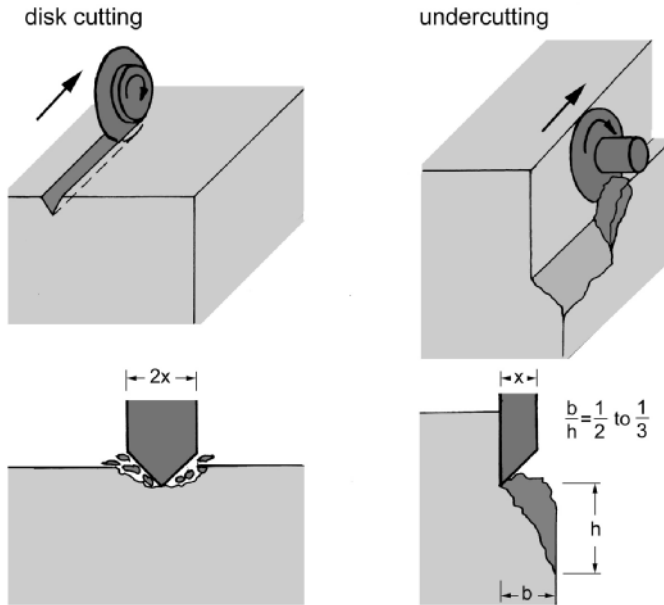 disk cutting
undercutting
2x
x
b/h = 1/2 to 1/3
h
b